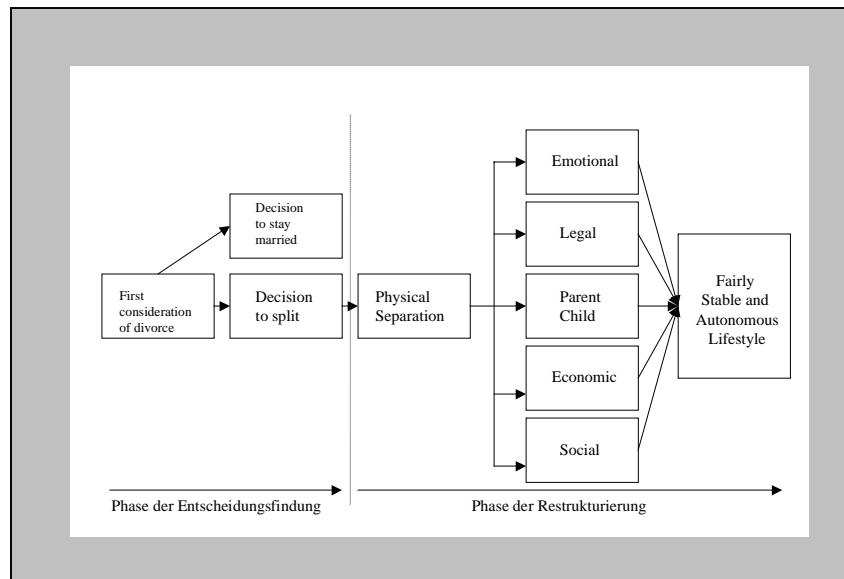 Decision
to stay
married
First
consideration
of divorce
Decision
to split
Physical
Separation
Emotional
Legal
Parent
Child
Economic
Social
Fairly
Stable and
Autonomous
Lifestyle
Phase der Entscheidungsfindung
Phase der Restrukturierung